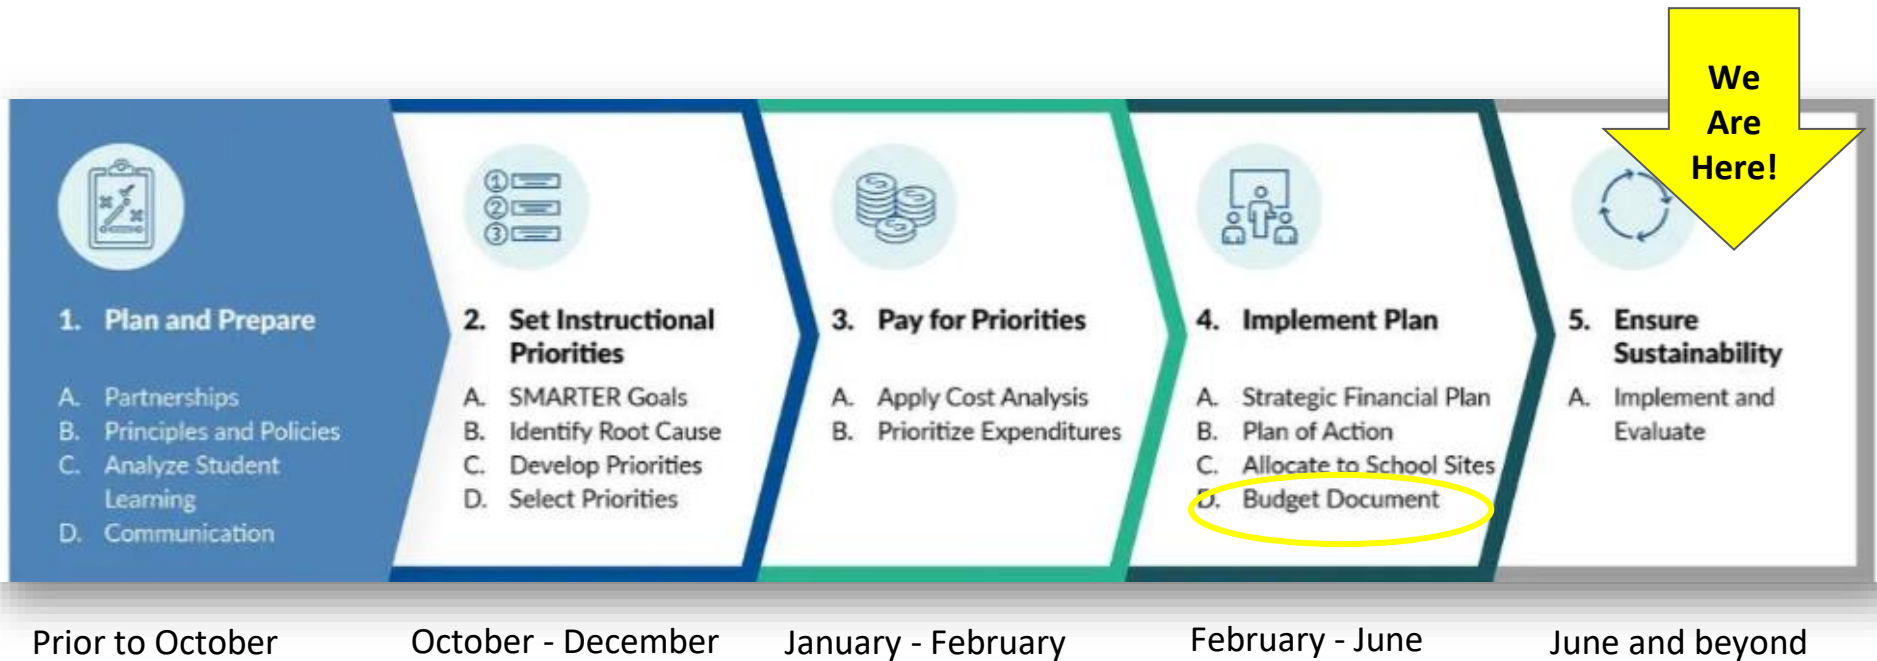 We
Are
Here!
1. Plan and Prepare
A. Partnerships
B. Principles and Policies
C. Analyze Student
Learning
D. Communication
1
2
3
2. Set Instructional
Priorities
A. SMARTER Goals
B. Identify Root Cause
C. Develop Priorities
D. Select Priorities
3. Pay for Priorities
A. Apply Cost Analysis
B. Prioritize Expenditures
4. Implement Plan
A. Strategic Financial Plan
B. Plan of Action
C. Allocate to School Sites
D. Budget Document
5. Ensure
Sustainability
A. Implement and
Evaluate
Prior to October
October - December
January - February
February - June
June and beyond